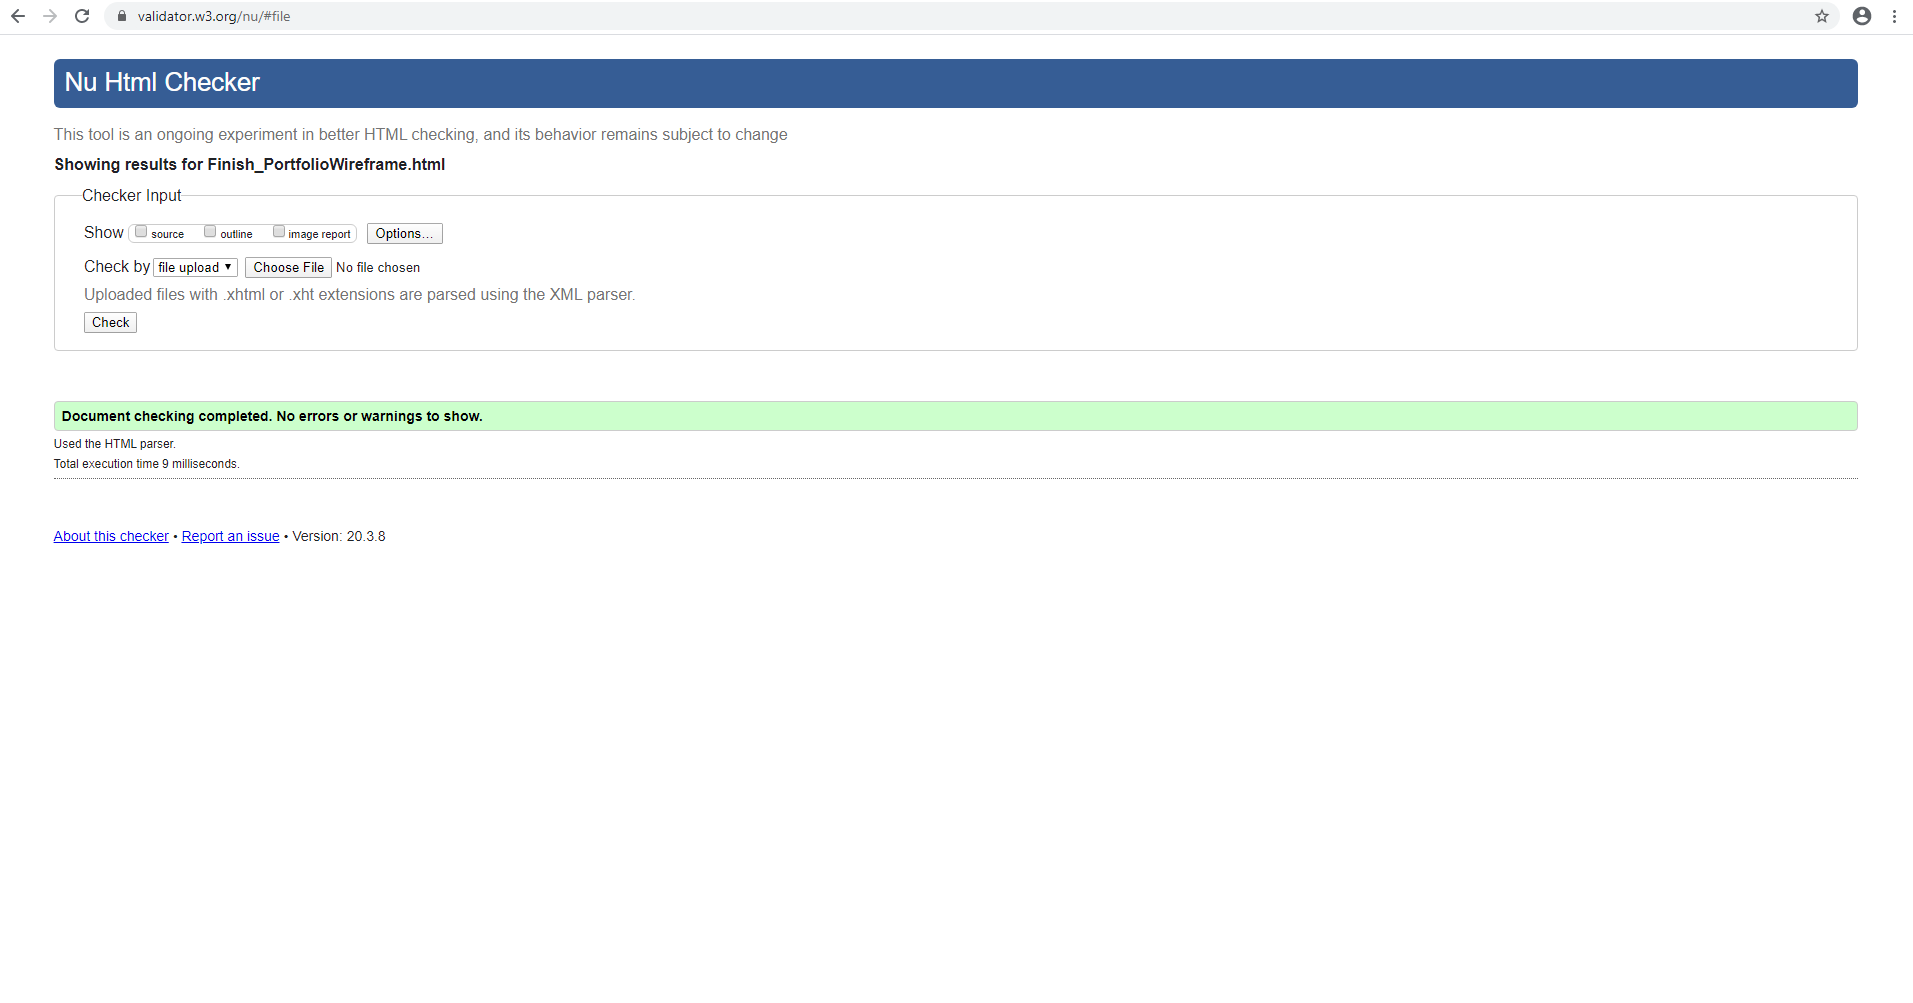 validator.w3.org/nu/#file
Nu Html Checker
This tool is an ongoing experiment in better HTML checking, and its behavior remains subject to change
Showing results for Finish_PortfolioWireframe.html
Checker Input
Show source outline image report Options...
Check by file upload ▼ Choose File No file chosen
Uploaded files with .xhtml or .xht extensions are parsed using the XML parser.
Check
Document checking completed. No errors or warnings to show.
Used the HTML parser.
Total execution time 9 milliseconds.
About this checker • Report an issue • Version: 20.3.8